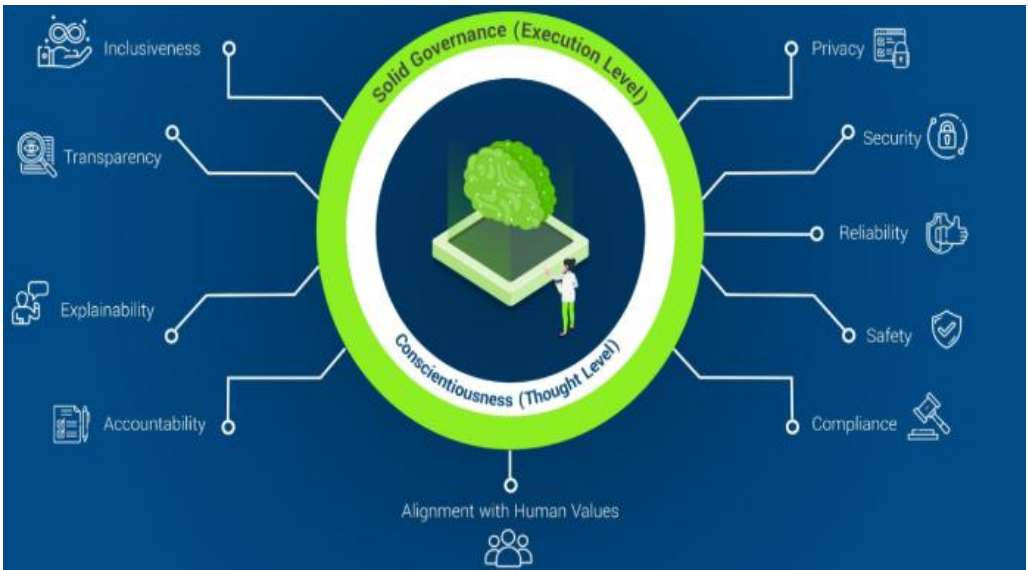 Solid Governance (Execution Level)
Conscientiousness (Thought Level)
Inclusiveness
Transparency
Explainability
Accountability
Privacy
Security
Reliability
Safety
Compliance
Alignment with Human Values